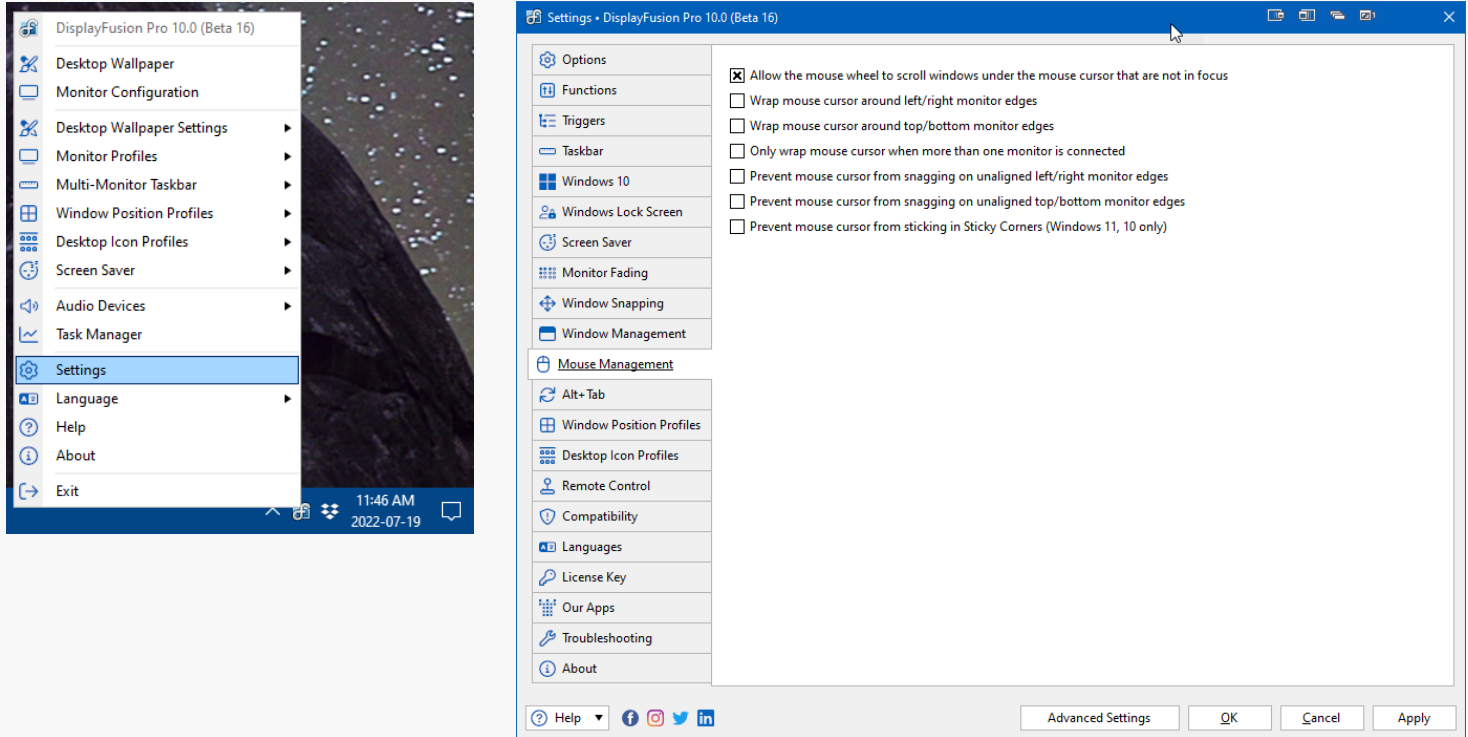 DisplayFusion Pro 10.0 (Beta 16)
Desktop Wallpaper
Monitor Configuration
Desktop Wallpaper Settings
Monitor Profiles
Multi-Monitor Taskbar
Window Position Profiles
Desktop Icon Profiles
Screen Saver
Audio Devices
Task Manager
Settings
Language
Help
About
Exit
11:46 AM
2022-07-19
Settings • DisplayFusion Pro 10.0 (Beta 16)
Options
Functions
Triggers
Taskbar
Windows 10
Windows Lock Screen
Screen Saver
Monitor Fading
Window Snapping
Window Management
Mouse Management
Alt+Tab
Window Position Profiles
Desktop Icon Profiles
Remote Control
Compatibility
Languages
License Key
Our Apps
Troubleshooting
About
Allow the mouse wheel to scroll windows under the mouse cursor that are not in focus
Wrap mouse cursor around left/right monitor edges
Wrap mouse cursor around top/bottom monitor edges
Only wrap mouse cursor when more than one monitor is connected
Prevent mouse cursor from snagging on unaligned left/right monitor edges
Prevent mouse cursor from snagging on unaligned top/bottom monitor edges
Prevent mouse cursor from sticking in Sticky Corners (Windows 11, 10 only)
Help
Advanced Settings
OK
Cancel
Apply